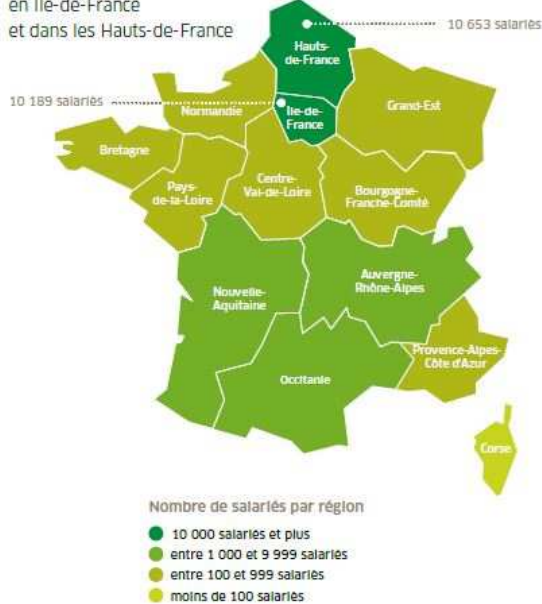 en Île-de-France
et dans les Hauts-de-France
10 653 salariés
Hauts-
de-France
10 189 salariés
Normandie
Île-de-
France
Grand-Est
Bretagne
Pays-
de-la-Loire
Centre-
Val-de-Loire
Bourgogne-
Franche-Comté
Nouvelle-
Aquitaine
Auvergne-
Rhône-Alpes
Provence-Alpes-
Côte d'Azur
Occitanie
Corse
Nombre de salariés par région
10 000 salariés et plus
entre 1 000 et 9 999 salariés
entre 100 et 999 salariés
moins de 100 salariés